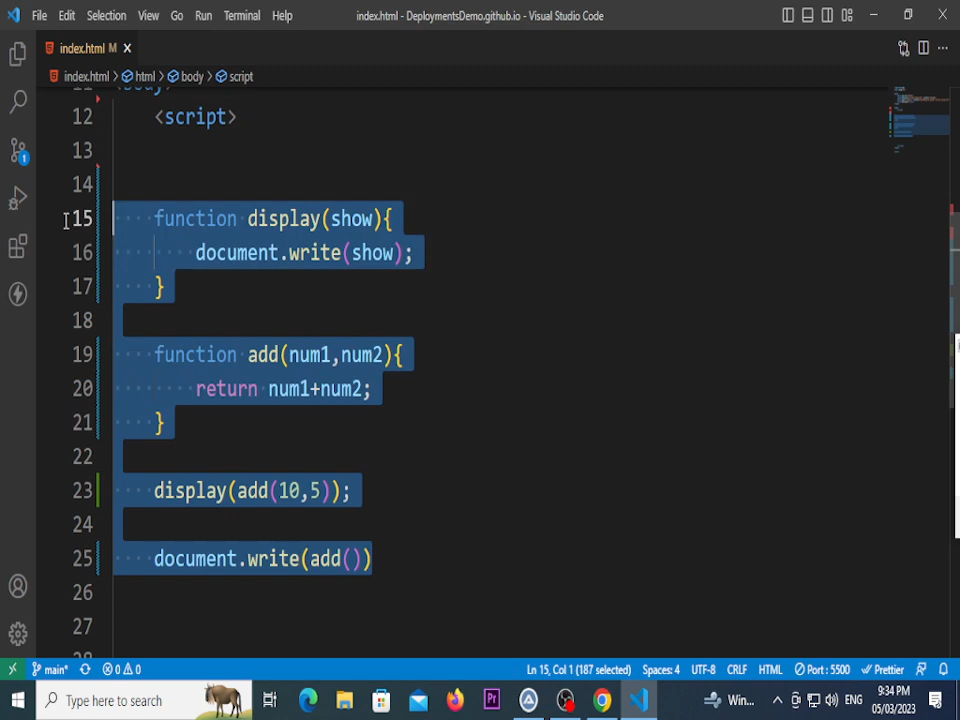 File Edit Selection View Go Run Terminal Help index.html - DeploymentsDemo.github.io - Visual Studio Code
index.html M
index.html > html > body > script
12 <script>
13
14
15 function display(show){
16 document.write(show);
17 }
18
19 function add(num1,num2){
20 return num1+num2;
21 }
22
23 display(add(10,5));
24
25 document.write(add())
26
27
main* 0 0 Ln 15, Col 1 (187 selected) Spaces: 4 UTF-8 CRLF HTML Port : 5500 Prettier
Type here to search Pr Win... ENG 9:34 PM
05/03/2023